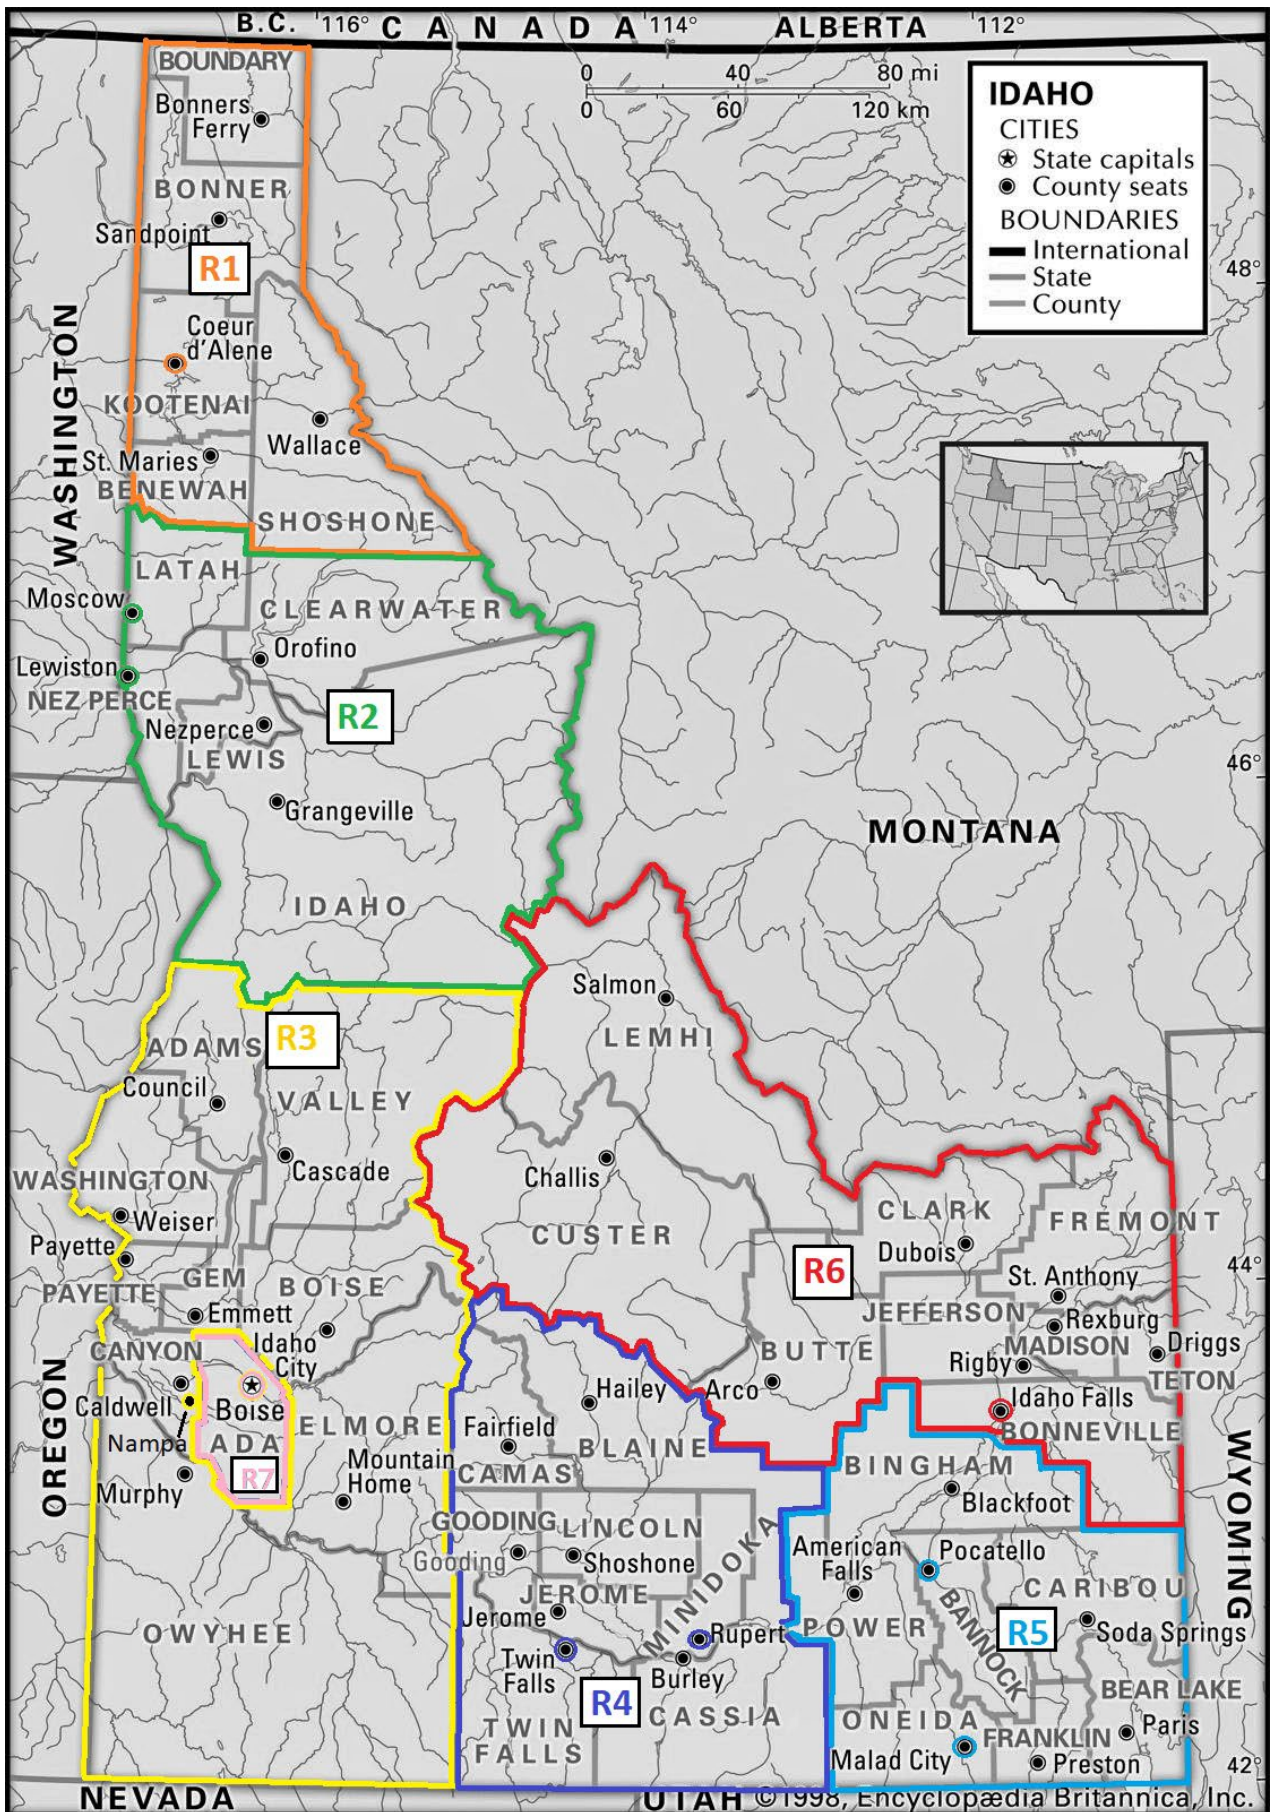 B.C. 116° CANADA 114° ALBERTA 112°
0 40 80 mi
0 60 120 km
IDAHO
CITIES
State capitals
County seats
BOUNDARIES
International
State
County
BOUNDARY
Bonners
Ferry
BONNER
Sandpoint
R1
48°
WASHINGTON
Coeur
d'Alene
KOOTENAI
Wallace
St. Maries
BENEWAH
SHOSHONE
LATAH
Moscow
CLEARWATER
Orofino
Lewiston
NEZ PERCE
R2
Nezperce
LEWIS
46°
Grangeville
MONTANA
IDAHO
Salmon
LEMHI
R3
ADAMS
Council
VALLEY
Cascade
Challis
WASHINGTON
CUSTER
Weiser
Payette
CLARK
FREMONT
Dubois
R6
44°
GEM
BOISE
PAYETTE
Emmett
St. Anthony
JEFFERSON
Rexburg
MADISON
Driggs
Idaho
City
CANYON
BUTTE
Rigby
TETON
OREGON
Caldwell
Boise
Nampa
ADA
R7
ELMORE
Hailey
Arco
Idaho Falls
BONNEVILLE
Fairfield
BLAINE
Mountain
Home
CAMAS
BINGHAM
Murphy
Blackfoot
WYOMING
GOODING
LINCOLN
Gooding
Shoshone
MINIDOKA
American
Falls
Pocatello
JEROME
Jerome
CARIBOU
BANNOCK
OWYHEE
Rupert
POWER
R5
Soda Springs
Twin
Falls
Burley
R4
BEAR LAKE
TWIN
FALLS
CASSIA
ONEIDA
FRANKLIN
Paris
Malad City
Preston
42°
NEVADA UTAH ©1998, Encyclopædia Britannica, Inc.